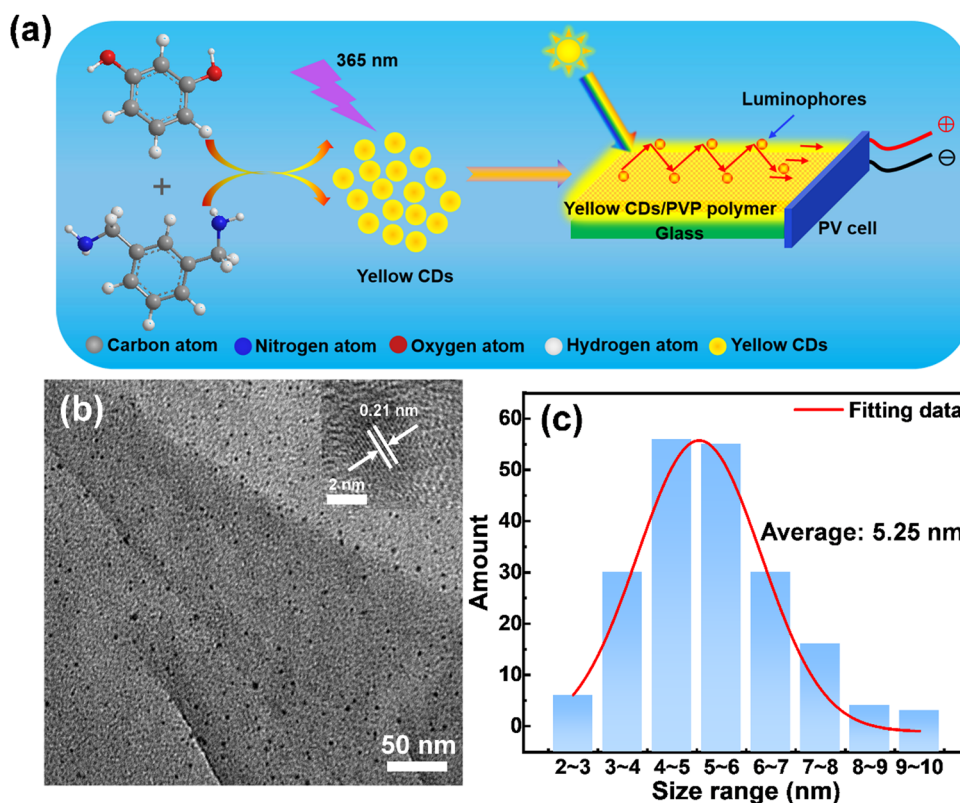 (a)
365 nm
Luminophores
⊕
⊖
+
Yellow CDs/PVP polymer
Glass
PV cell
Yellow CDs
Carbon atom Nitrogen atom Oxygen atom Hydrogen atom Yellow CDs
(b)
0.21 nm
2 nm
50 nm
(c)
Fitting data
Average: 5.25 nm
Amount
60
50
40
30
20
10
0
2~3 3~4 4~5 5~6 6~7 7~8 8~9 9~10
Size range (nm)